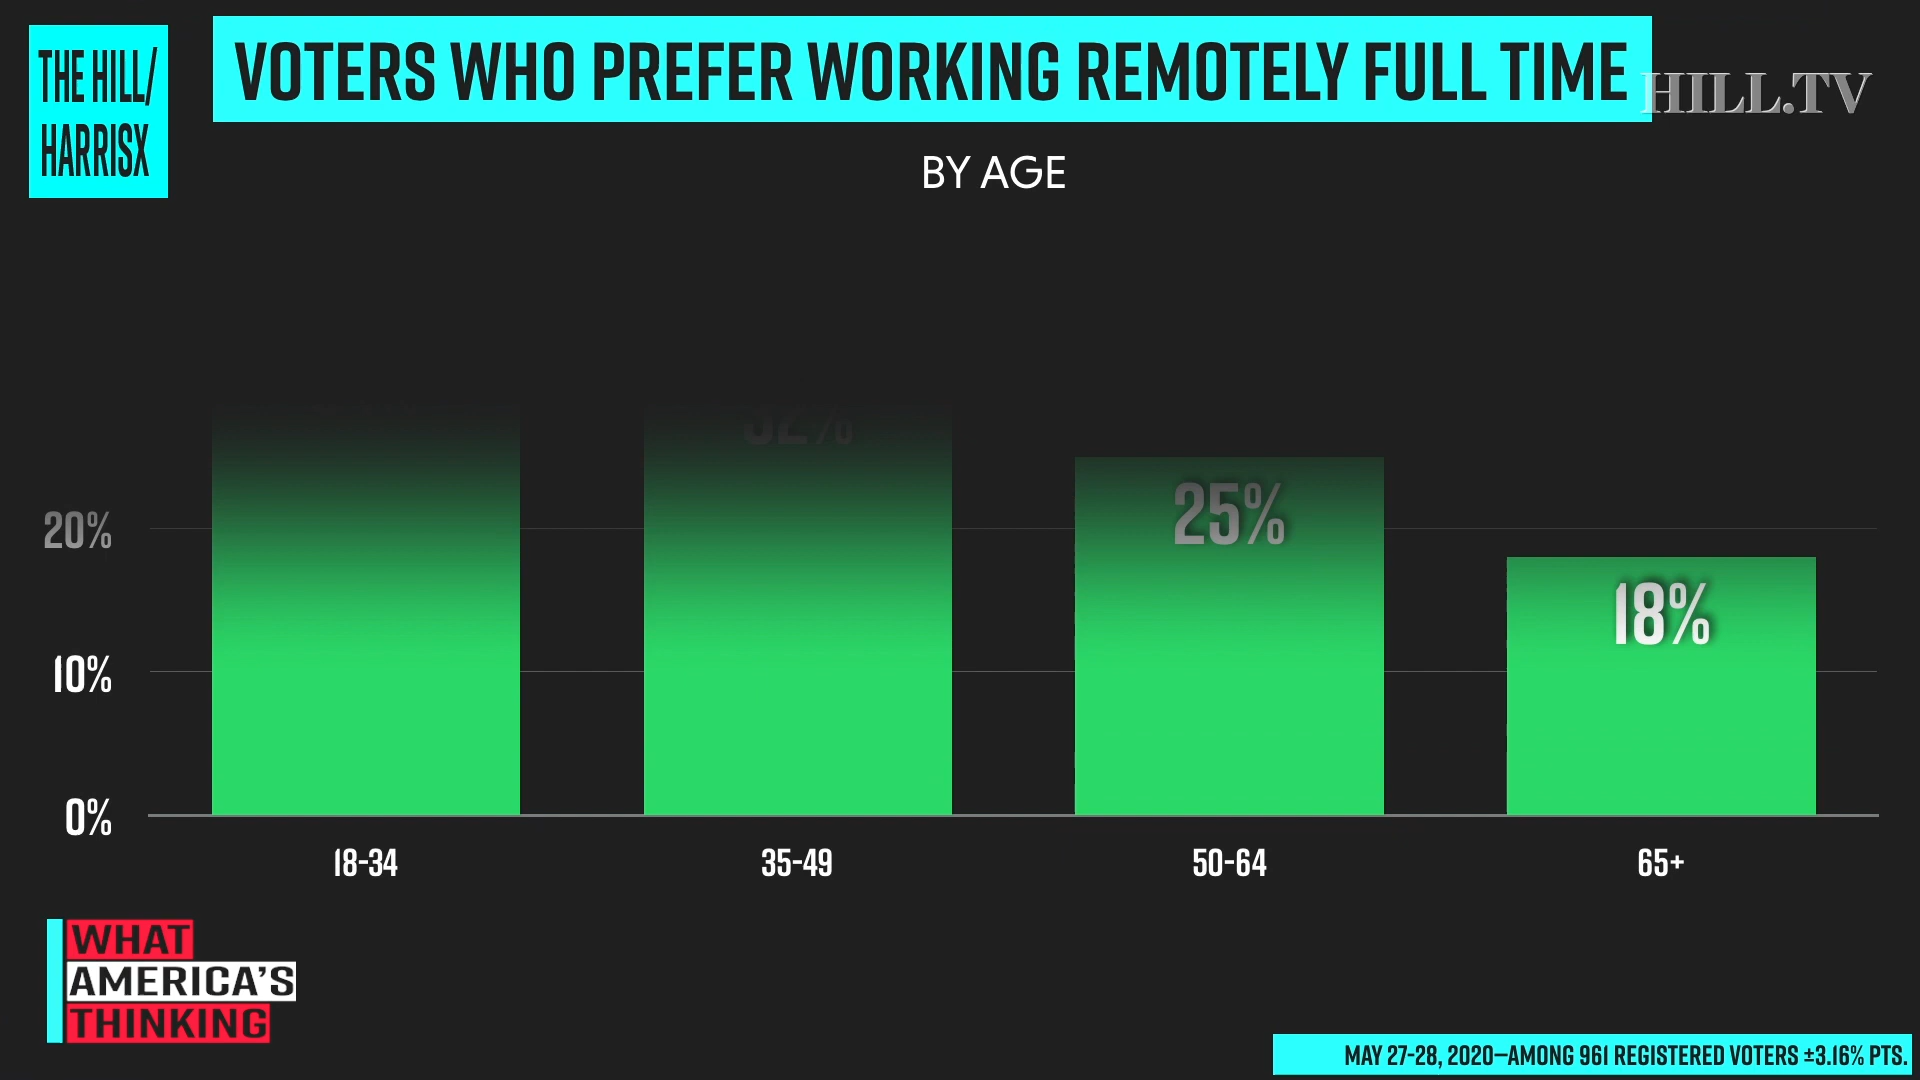 THE HILL/
HARRISX
VOTERS WHO PREFER WORKING REMOTELY FULL TIME
HILL.TV
BY AGE
32%
25%
20%
18%
10%
0%
18-34
35-49
50-64
65+
WHAT
AMERICA'S
THINKING
MAY 27-28, 2020—AMONG 961 REGISTERED VOTERS ±3.16% PTS.